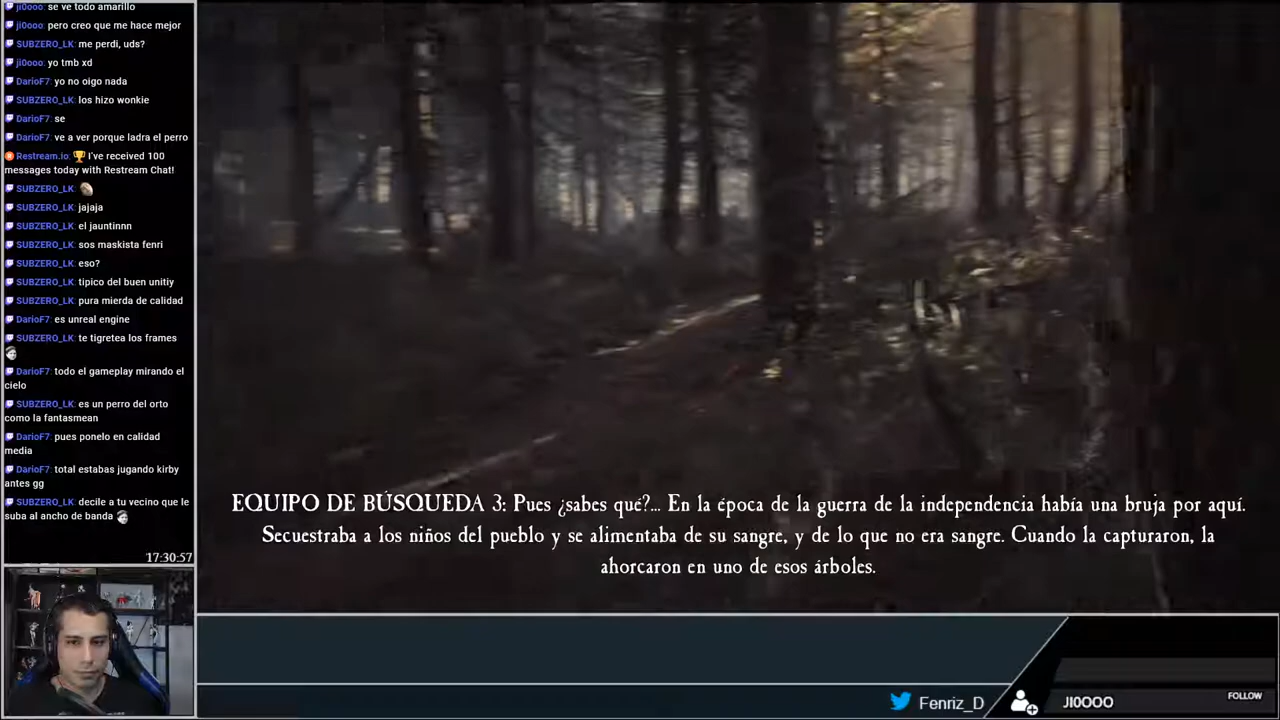 ji0ooo: se ve todo amarillo
ji0ooo: pero creo que me hace mejor
SUBZERO_LK: me perdi, uds?
ji0ooo: yo tmb xd
DarioF7: yo no oigo nada
SUBZERO_LK: los hizo wonkie
DarioF7: se
DarioF7: ve a ver porque ladra el perro
Restream.io: 🏆 I've received 100
messages today with Restream Chat!
SUBZERO_LK:
SUBZERO_LK: jajaja
SUBZERO_LK: el jauntinnn
SUBZERO_LK: sos maskista fenri
SUBZERO_LK: eso?
SUBZERO_LK: tipico del buen unitiy
SUBZERO_LK: pura mierda de calidad
DarioF7: es unreal engine
SUBZERO_LK: te tigretea los frames
DarioF7: todo el gameplay mirando el
cielo
SUBZERO_LK: es un perro del orto
como la fantasmean
DarioF7: pues ponelo en calidad
media
DarioF7: total estabas jugando kirby
antes gg
SUBZERO_LK: decile a tu vecino que le
suba al ancho de banda
17:30:57
EQUIPO DE BÚSQUEDA 3: Pues ¿sabes qué?... En la época de la guerra de la independencia había una bruja por aquí.
Secuestraba a los niños del pueblo y se alimentaba de su sangre, y de lo que no era sangre. Cuando la capturaron, la
ahorcaron en uno de esos árboles.
Fenriz_D
JI0OOO
FOLLOW